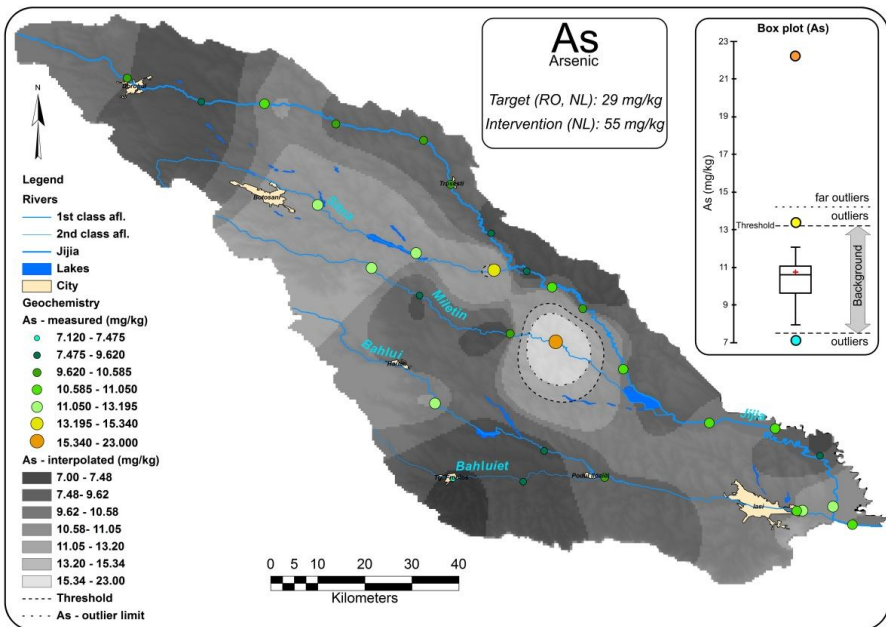 As
Arsenic
Target (RO, NL): 29 mg/kg
Intervention (NL): 55 mg/kg
Box plot (As)
As (mg/kg)
23
21
19
17
15
13
11
9
7
far outliers
outliers
Threshold
Background
outliers
N
Legend
Rivers
1st class afl.
2nd class afl.
Jijia
Lakes
City
Geochemistry
As - measured (mg/kg)
7.120 - 7.475
7.475 - 9.620
9.620 - 10.585
10.585 - 11.050
11.050 - 13.195
13.195 - 15.340
15.340 - 23.000
As - interpolated (mg/kg)
7.00 - 7.48
7.48- 9.62
9.62 - 10.58
10.58- 11.05
11.05 - 13.20
13.20 - 15.34
15.34 - 23.00
Threshold
As - outlier limit
Botosani
Miletin
Bahlui
Bahluiet
Jijia
Iasi
0 5 10 20 30 40
Kilometers